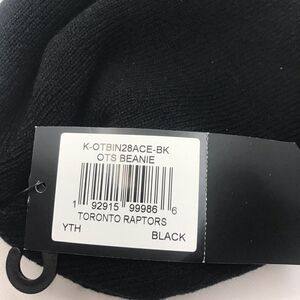 K-OTBIN28ACE-BK
OTS BEANIE
1 92915 99986 6
TORONTO RAPTORS
YTH BLACK